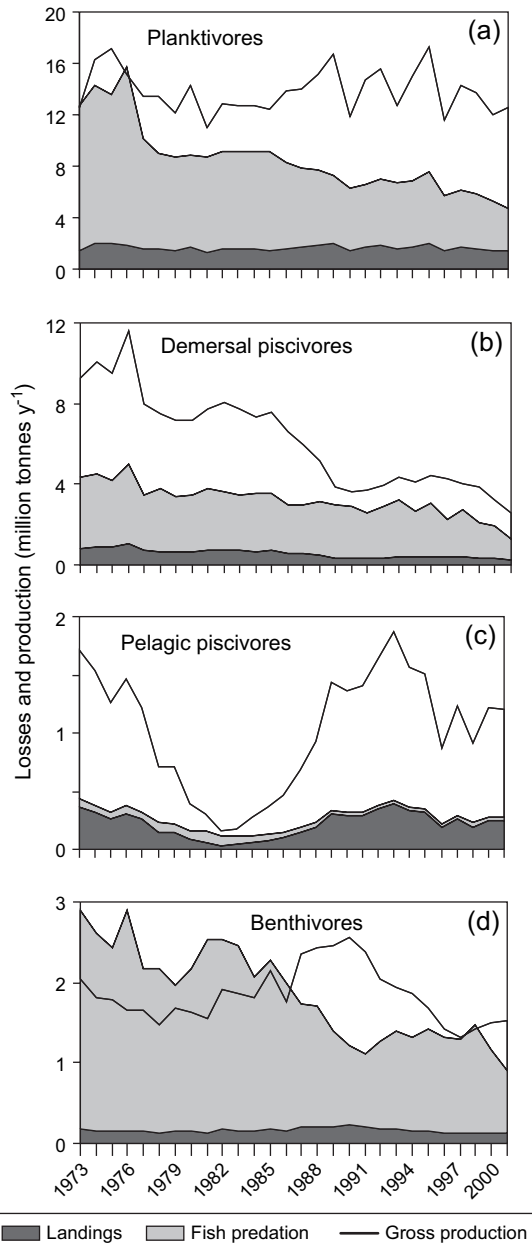 Losses and production (million tonnes y⁻¹)
20
16
12
8
4
0
Planktivores
(a)
12
8
4
0
Demersal piscivores
(b)
2
1
0
Pelagic piscivores
(c)
3
2
1
0
Benthivores
(d)
1973 1976 1979 1982 1985 1988 1991 1994 1997 2000
Landings Fish predation Gross production